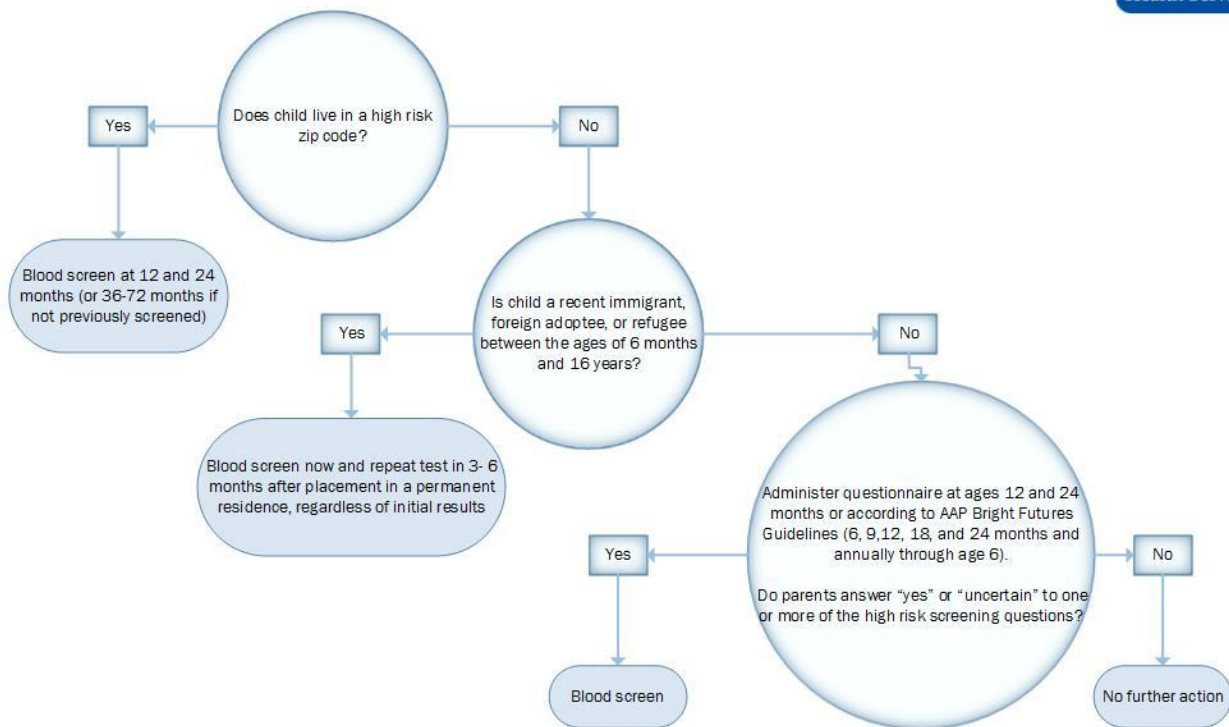 Does child live in a high risk
zip code?
Yes
No
Blood screen at 12 and 24
months (or 36-72 months if
not previously screened)
Is child a recent immigrant,
foreign adoptee, or refugee
between the ages of 6 months
and 16 years?
Yes
No
Blood screen now and repeat test in 3- 6
months after placement in a permanent
residence, regardless of initial results
Administer questionnaire at ages 12 and 24
months or according to AAP Bright Futures
Guidelines (6, 9,12, 18, and 24 months and
annually through age 6).
Do parents answer “yes” or “uncertain” to one
or more of the high risk screening questions?
Yes
No
Blood screen
No further action